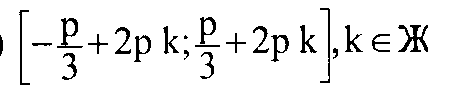 ) [-p/3+2p k; p/3+2p k], k ∈ Ж